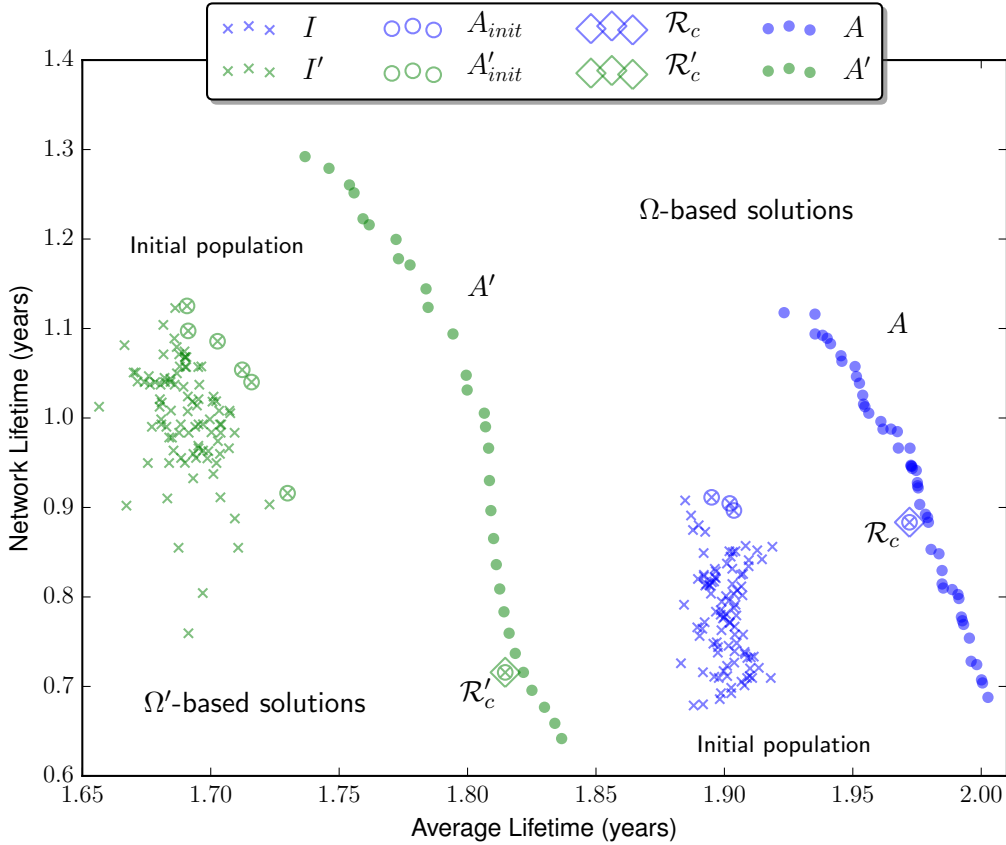 I A_init R_c A
I′ A′_init R′_c A′
1.4
1.3
1.2
1.1
1.0
0.9
0.8
0.7
0.6
Network Lifetime (years)
Ω-based solutions
Initial population
A′
A
R_c
Ω′-based solutions
R′_c
Initial population
1.65 1.70 1.75 1.80 1.85 1.90 1.95 2.00
Average Lifetime (years)